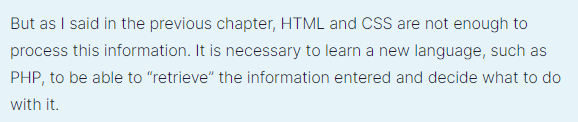 But as I said in the previous chapter, HTML and CSS are not enough to
process this information. It is necessary to learn a new language, such as
PHP, to be able to “retrieve” the information entered and decide what to do
with it.